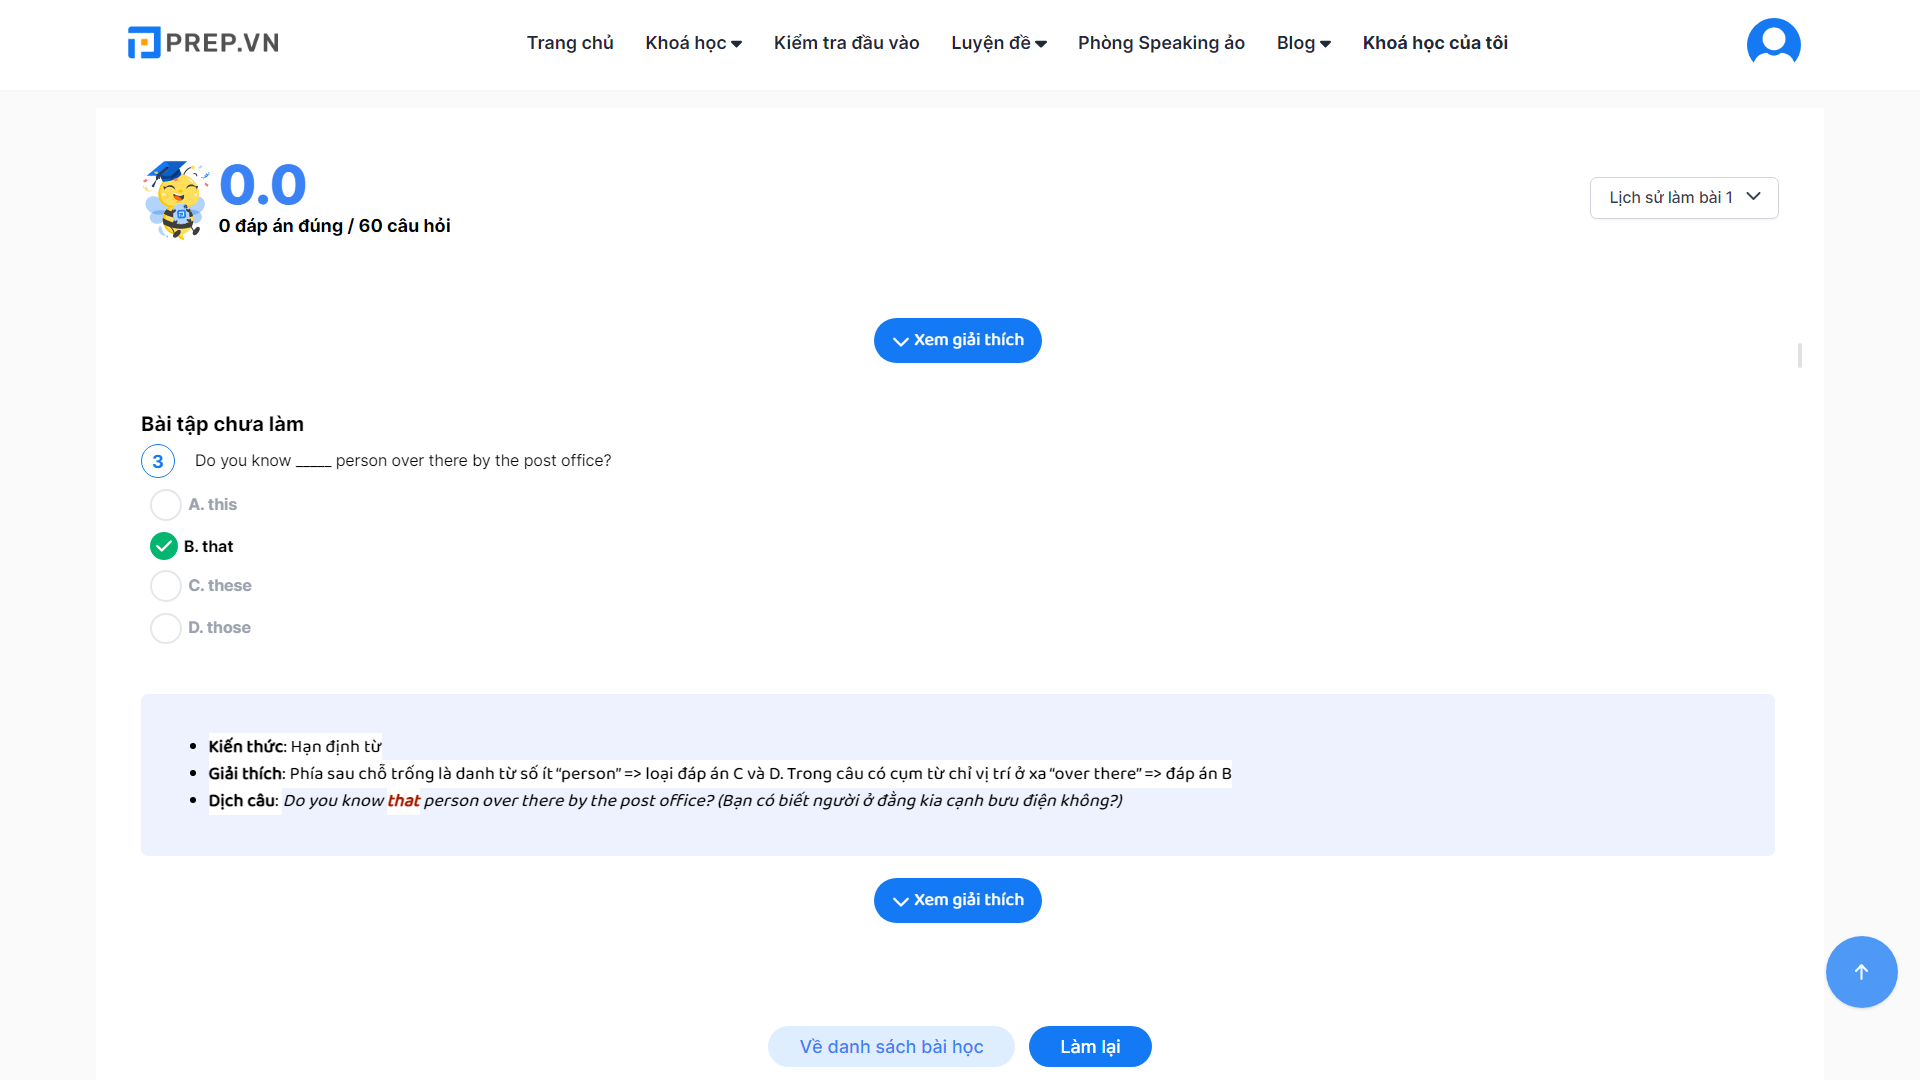 PREP.VN
Trang chủ Khoá học Kiểm tra đầu vào Luyện đề Phòng Speaking ảo Blog Khoá học của tôi
0.0
0 đáp án đúng / 60 câu hỏi
Lịch sử làm bài 1
Xem giải thích
Bài tập chưa làm
3 Do you know _____ person over there by the post office?
A. this
B. that
C. these
D. those
Kiến thức: Hạn định từ
Giải thích: Phía sau chỗ trống là danh từ số ít “person” => loại đáp án C và D. Trong câu có cụm từ chỉ vị trí ở xa “over there” => đáp án B
Dịch câu: Do you know that person over there by the post office? (Bạn có biết người ở đằng kia cạnh bưu điện không?)
Xem giải thích
Về danh sách bài học Làm lại